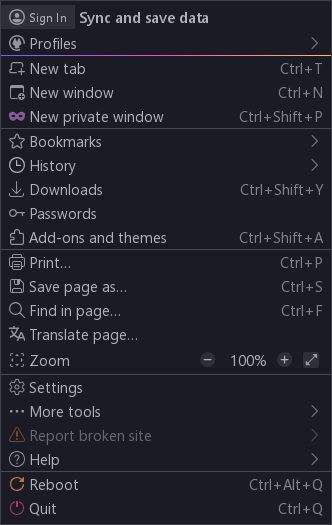 Sign In Sync and save data
Profiles
New tab Ctrl+T
New window Ctrl+N
New private window Ctrl+Shift+P
Bookmarks
History
Downloads Ctrl+Shift+Y
Passwords
Add-ons and themes Ctrl+Shift+A
Print… Ctrl+P
Save page as… Ctrl+S
Find in page… Ctrl+F
Translate page…
Zoom 100%
Settings
More tools
Report broken site
Help
Reboot Ctrl+Alt+Q
Quit Ctrl+Q